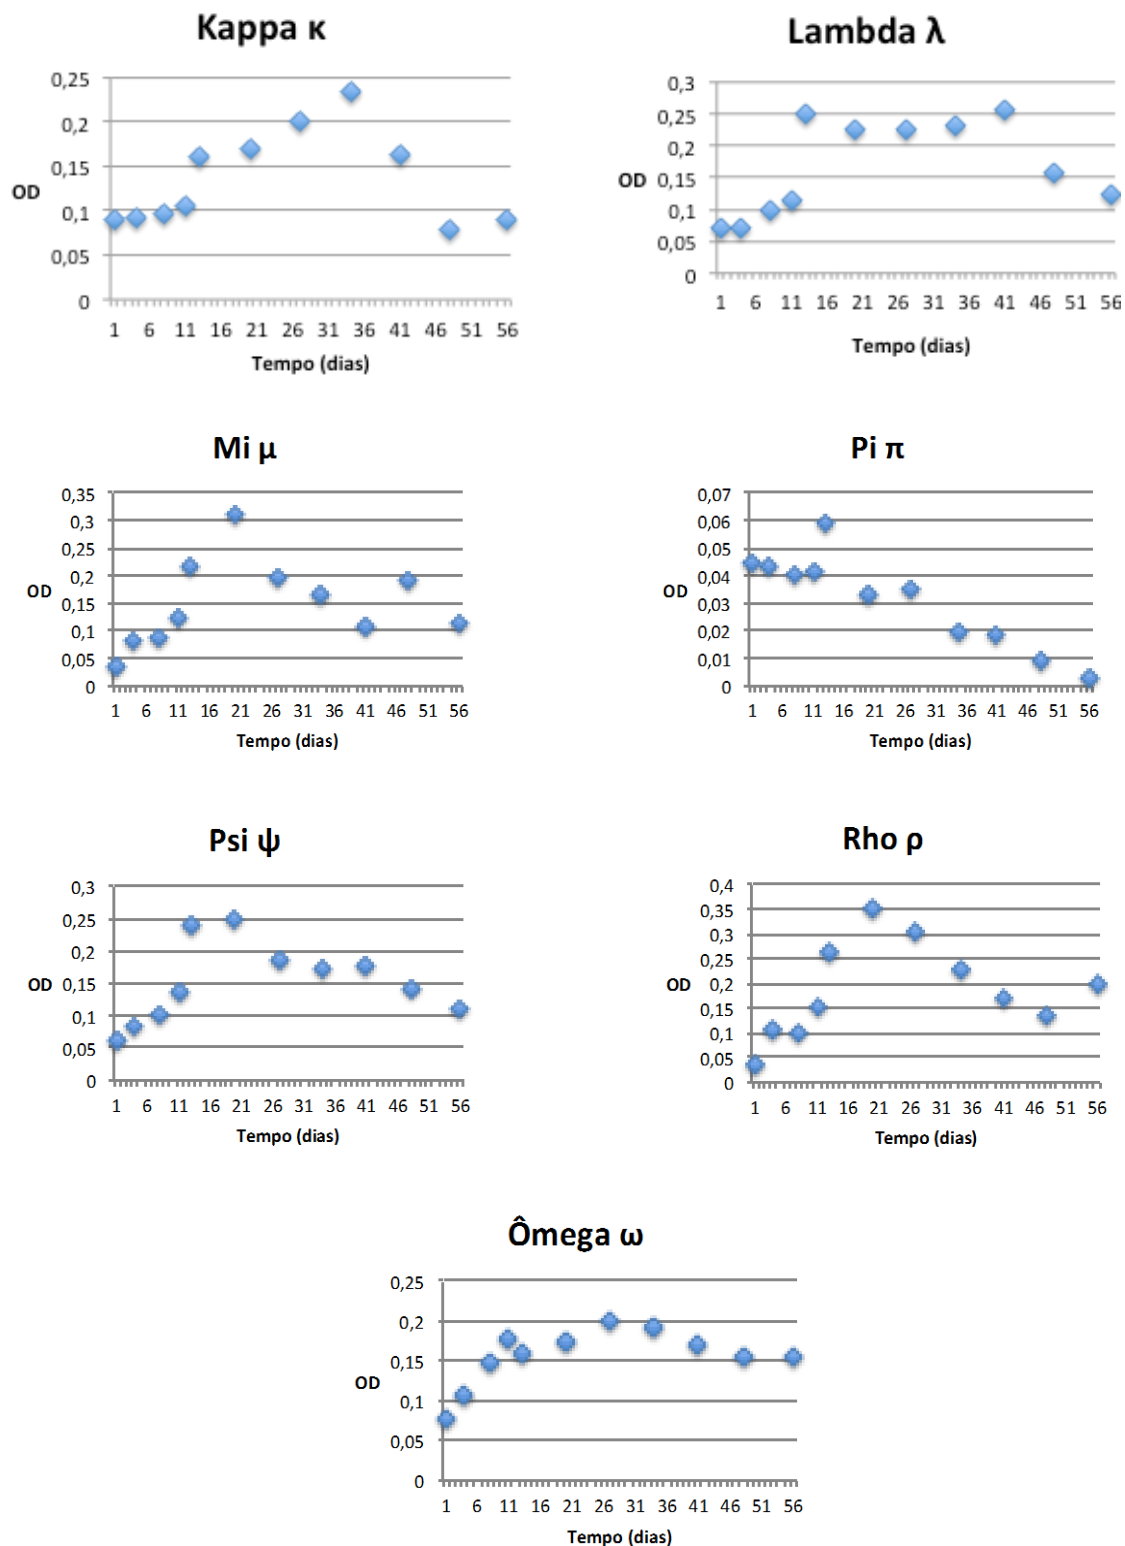 Kappa κ
0,25
0,2
0,15
0,1
0,05
0
OD
1 6 11 16 21 26 31 36 41 46 51 56
Tempo (dias)
Lambda λ
0,3
0,25
0,2
0,15
0,1
0,05
0
OD
1 6 11 16 21 26 31 36 41 46 51 56
Tempo (dias)
Mi μ
0,35
0,3
0,25
0,2
0,15
0,1
0,05
0
OD
1 6 11 16 21 26 31 36 41 46 51 56
Tempo (dias)
Pi π
0,07
0,06
0,05
0,04
0,03
0,02
0,01
0
OD
1 6 11 16 21 26 31 36 41 46 51 56
Tempo (dias)
Psi ψ
0,3
0,25
0,2
0,15
0,1
0,05
0
OD
1 6 11 16 21 26 31 36 41 46 51 56
Tempo (dias)
Rho ρ
0,4
0,35
0,3
0,25
0,2
0,15
0,1
0,05
0
OD
1 6 11 16 21 26 31 36 41 46 51 56
Tempo (dias)
Ômega ω
0,25
0,2
0,15
0,1
0,05
0
OD
1 6 11 16 21 26 31 36 41 46 51 56
Tempo (dias)